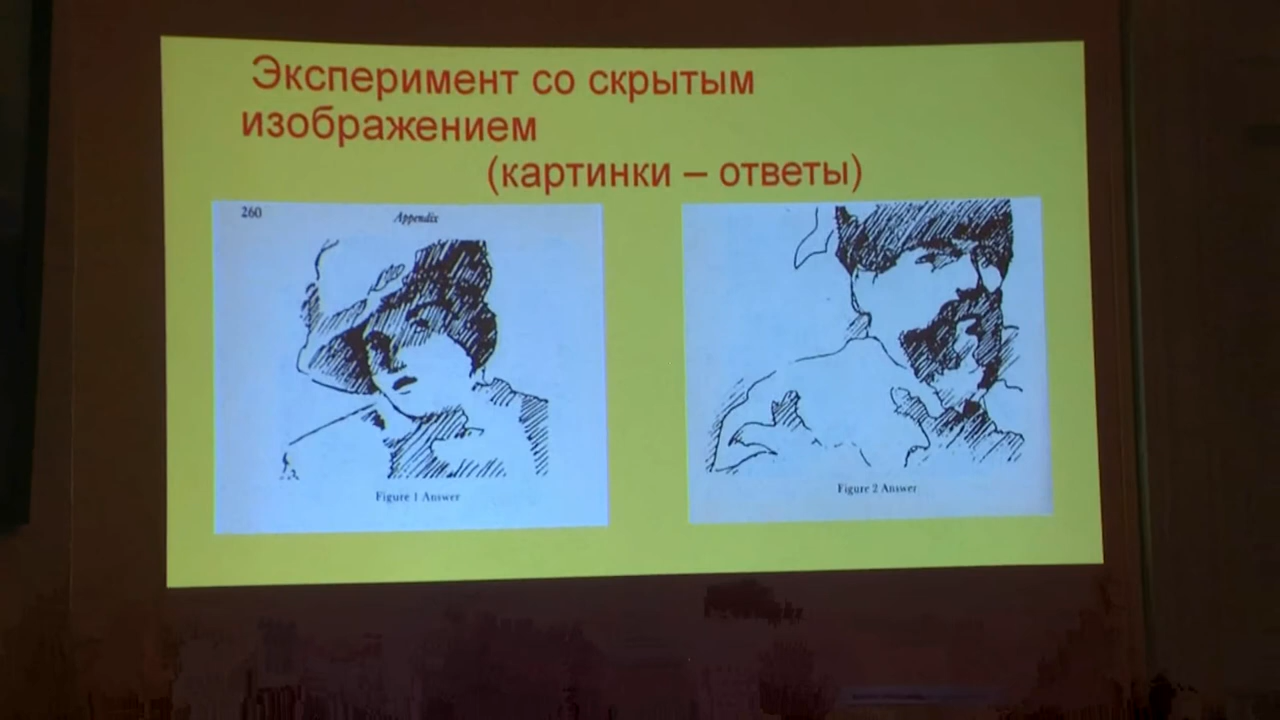 Эксперимент со скрытым
изображением
(картинки – ответы)
260
Appendix
Figure 1 Answer
Figure 2 Answer